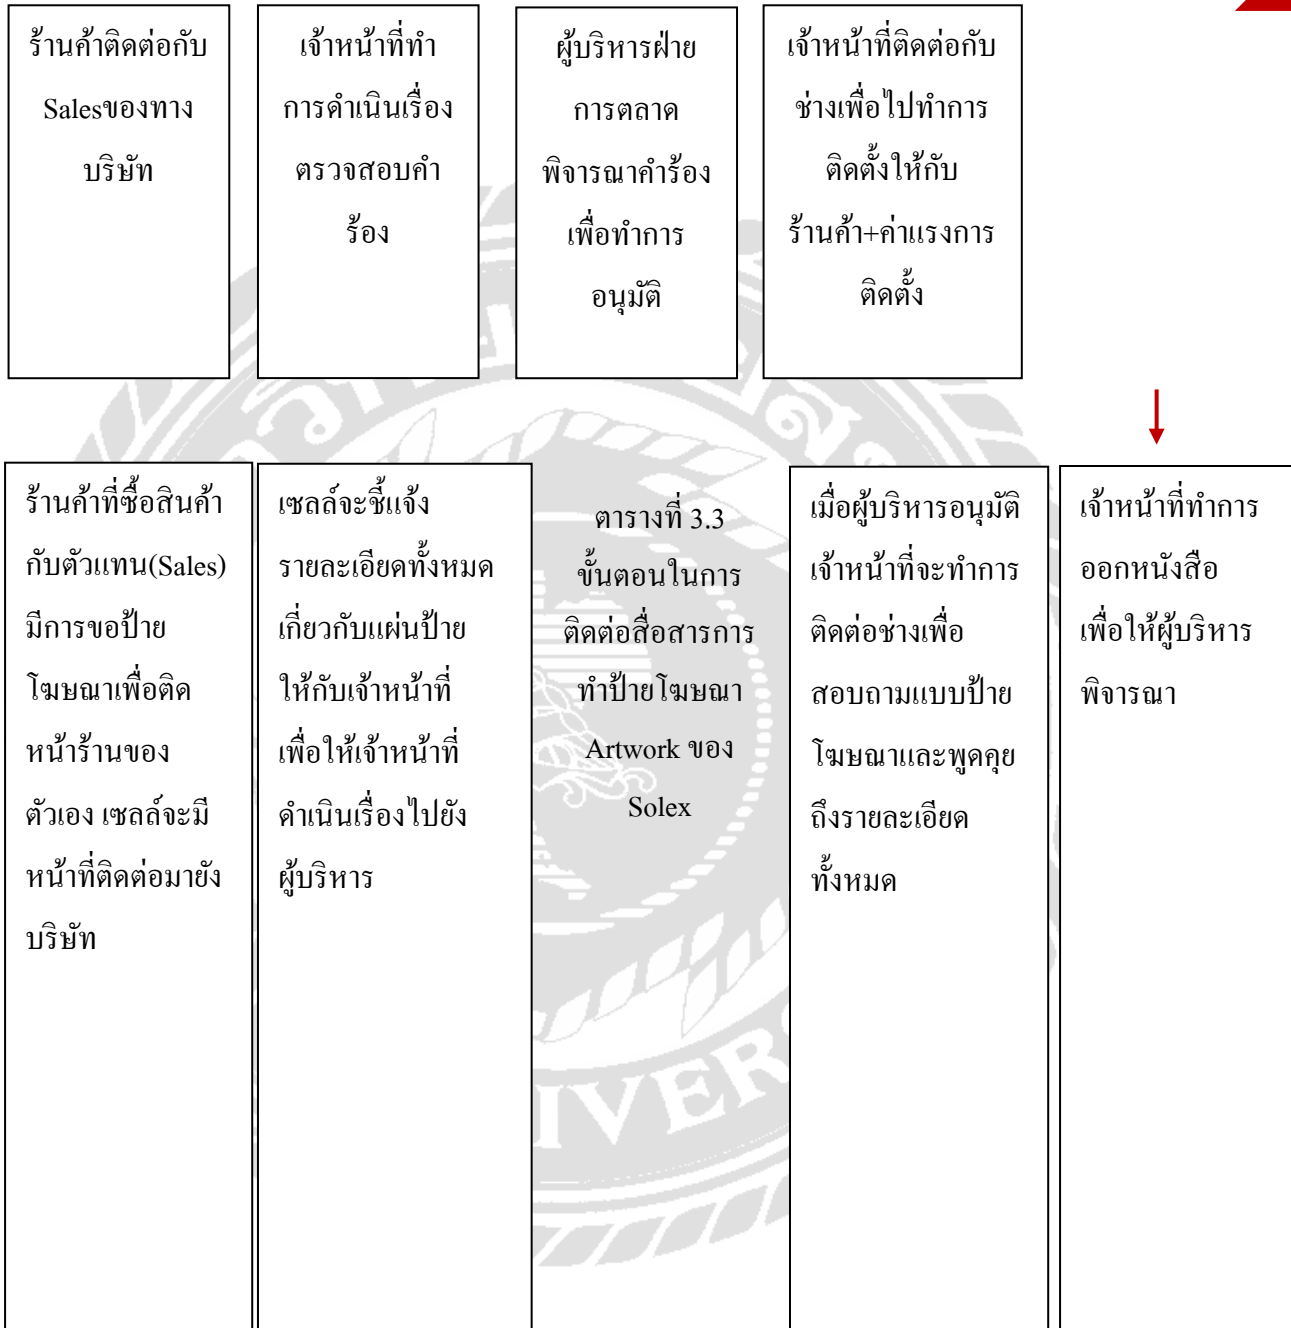 ร้านค้าติดต่อกับ
Salesของทาง
บริษัท
เจ้าหน้าที่ทำ
การดำเนินเรื่อง
ตรวจสอบคำ
ร้อง
ผู้บริหารฝ่าย
การตลาด
พิจารณาคำร้อง
เพื่อทำการ
อนุมัติ
เจ้าหน้าที่ติดต่อกับ
ช่างเพื่อไปทำการ
ติดตั้งให้กับ
ร้านค้า+ค่าแรงการ
ติดตั้ง
ร้านค้าที่ซื้อสินค้า
กับตัวแทน(Sales)
มีการขอป้าย
โฆษณาเพื่อติด
หน้าร้านของ
ตัวเอง เซลล์จะมี
หน้าที่ติดต่อมายัง
บริษัท
เซลล์จะชี้แจ้ง
รายละเอียดทั้งหมด
เกี่ยวกับแผ่นป้าย
ให้กับเจ้าหน้าที่
เพื่อให้เจ้าหน้าที่
ดำเนินเรื่องไปยัง
ผู้บริหาร
ตารางที่ 3.3
ขั้นตอนในการ
ติดต่อสื่อสารการ
ทำป้ายโฆษณา
Artwork ของ
Solex
เมื่อผู้บริหารอนุมัติ
เจ้าหน้าที่จะทำการ
ติดต่อช่างเพื่อ
สอบถามแบบป้าย
โฆษณาและพูดคุย
ถึงรายละเอียด
ทั้งหมด
เจ้าหน้าที่ทำการ
ออกหนังสือ
เพื่อให้ผู้บริหาร
พิจารณา